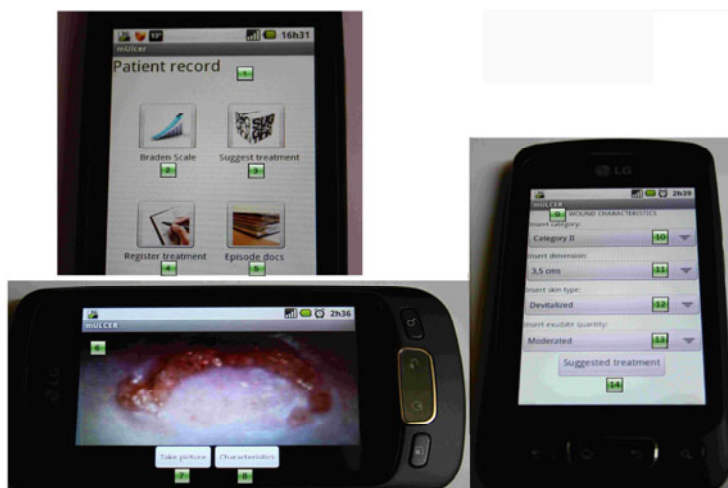 16h31
mUlcer
Patient record
1
Braden Scale
Suggest treatment
2
3
Register treatment
Episode docs
4
5
2h36
mULCER
6
LG
Take picture
Characteristics
7
8
LG
2h39
mULCER
9 WOUND CHARACTERISTICS
Insert category:
Category II
10
Insert dimension:
3,5 cms
11
Insert skin type:
Devitalized
12
Insert exudate quantity:
Moderated
13
Suggested treatment
14